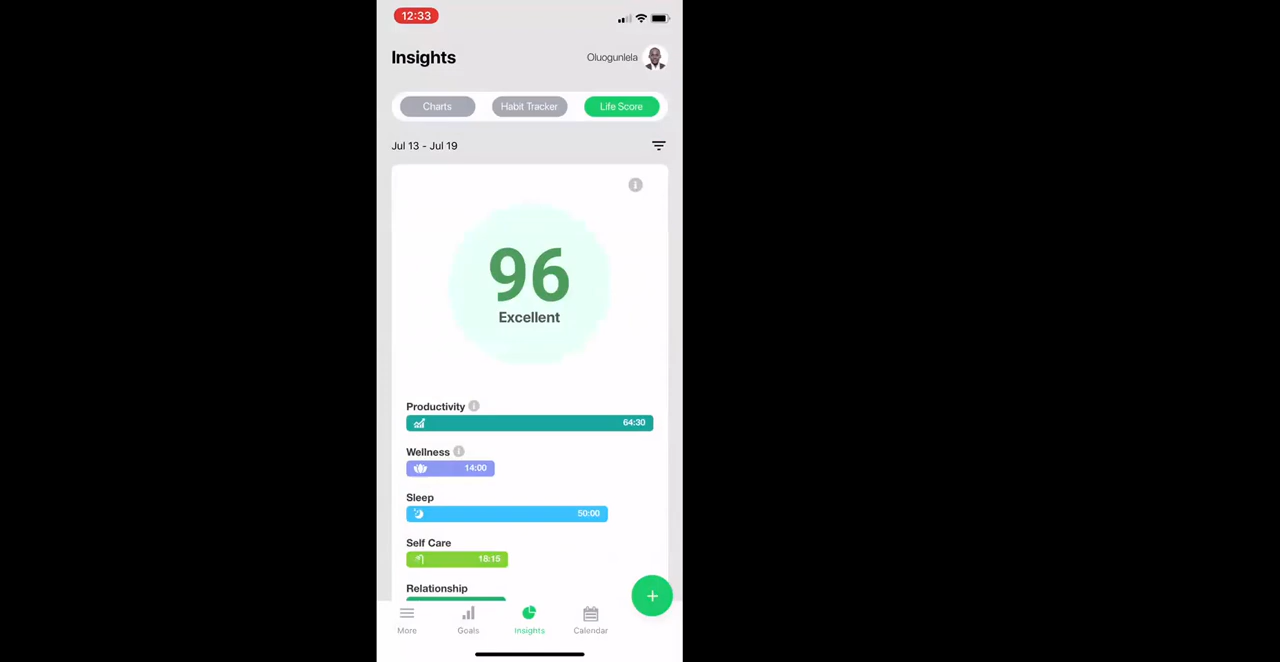 12:33
Insights
Oluogunlela
Charts
Habit Tracker
Life Score
Jul 13 - Jul 19
96
Excellent
Productivity
64:30
Wellness
14:00
Sleep
50:00
Self Care
18:15
Relationship
More
Goals
Insights
Calendar